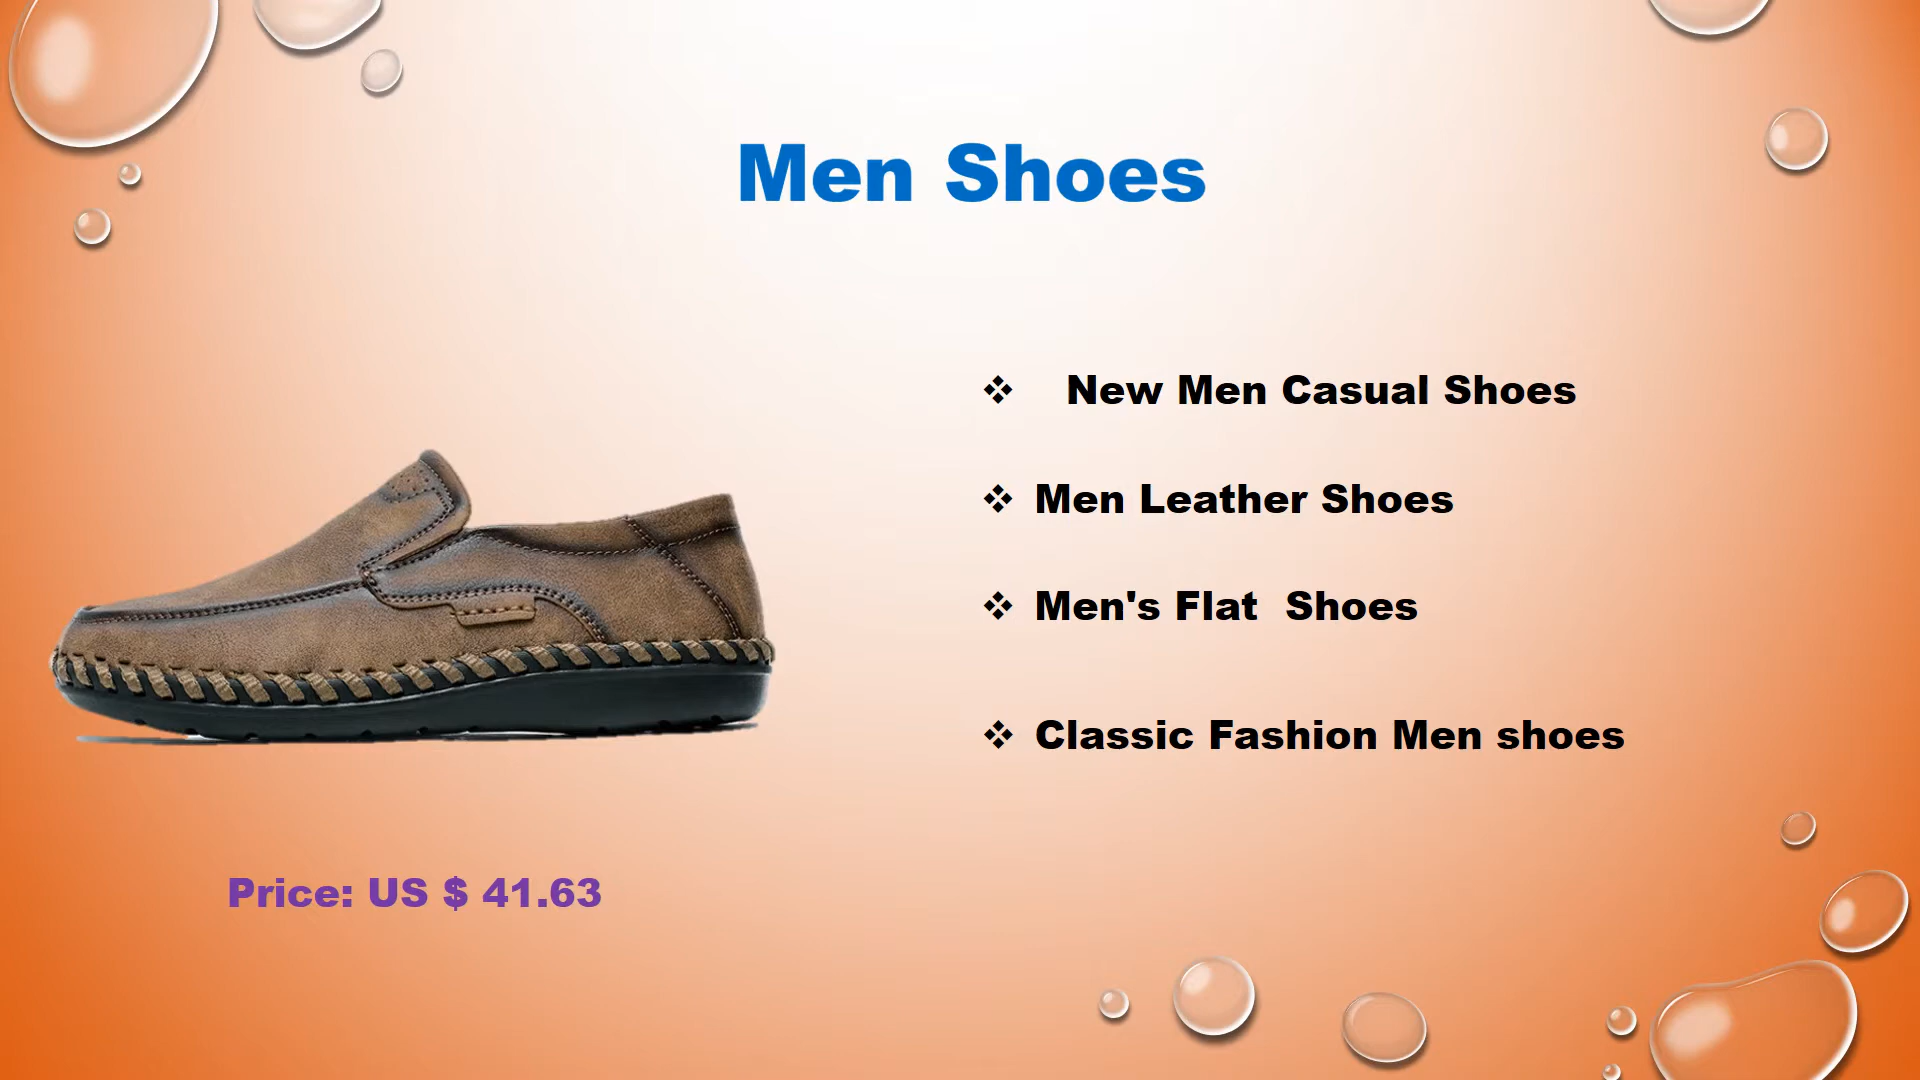 Men Shoes
❖ New Men Casual Shoes
❖ Men Leather Shoes
❖ Men's Flat  Shoes
❖ Classic Fashion Men shoes
Price: US $ 41.63